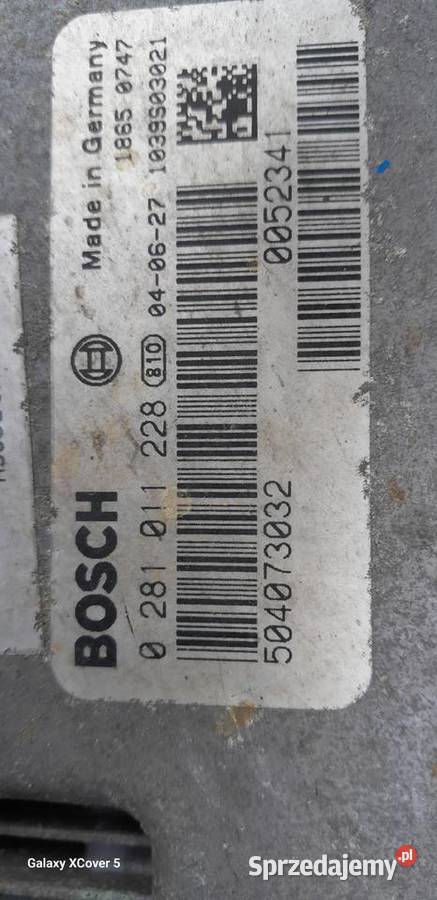 Made in Germany
1865 0747
BOSCH
0 281 011 228 810 04-06-27 1039S03021
504073032 0052341
Galaxy XCover 5
Sprzedajemy.pl